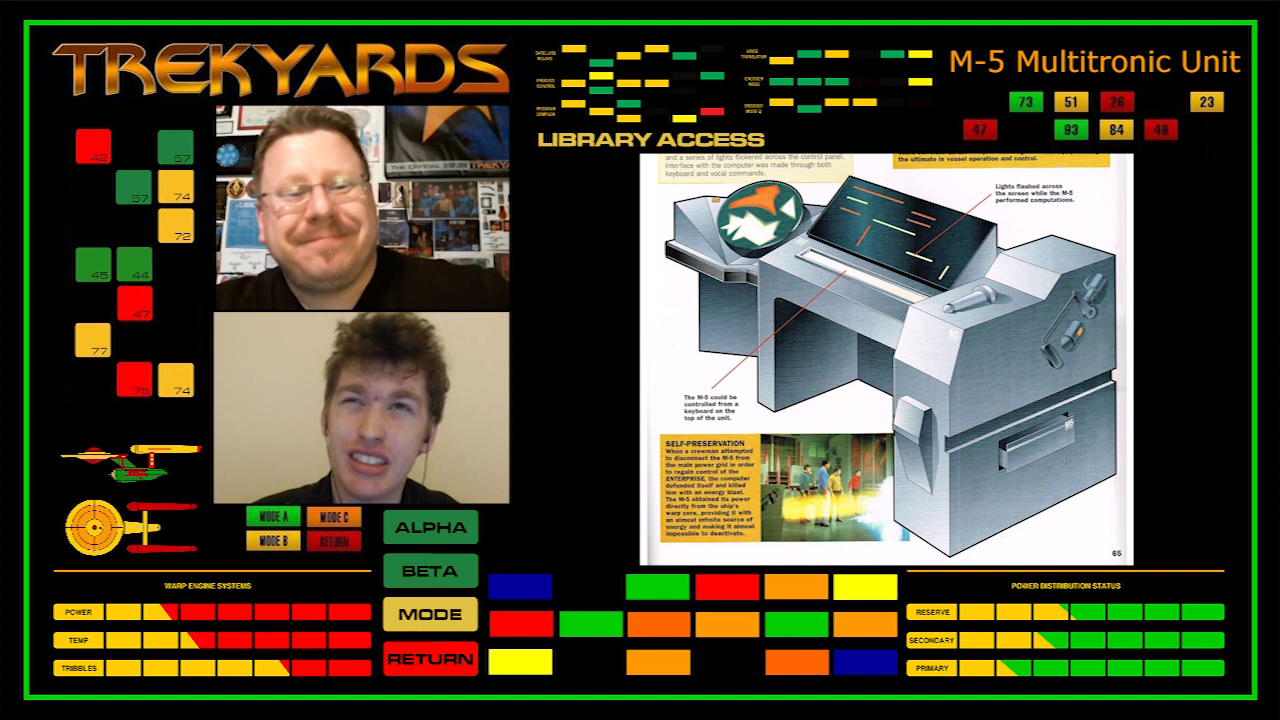 TREKYARDS
M-5 Multitronic Unit
LIBRARY ACCESS
73 51 26 23
47 93 84 49
42 57
57 74
72
45 44
47
77
75 74
and a series of lights flickered across the control panel.
Interface with the computer was made through both
keyboard and vocal commands.
the ultimate in vessel operation and control.
Lights flashed across
the screen while the M-5
performed computations.
The M-5 could be
controlled from a
keyboard on the
top of the unit.
M5
SELF-PRESERVATION
When a crewman attempted
to disconnect the M-5 from
the main power grid in order
to regain control of the
ENTERPRISE, the computer
defended itself and killed
him with an energy blast.
The M-5 obtained its power
directly from the ship's
warp core, providing it with
an almost infinite source of
energy and making it almost
impossible to deactivate.
65
MODE A MODE C
MODE B RETURN
ALPHA
BETA
MODE
RETURN
WARP ENGINE SYSTEMS
POWER
TEMP
TRIBBLES
POWER DISTRIBUTION STATUS
RESERVE
SECONDARY
PRIMARY